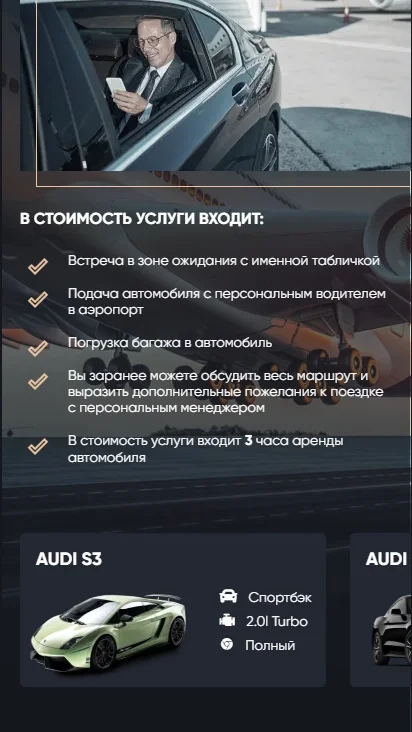 В СТОИМОСТЬ УСЛУГИ ВХОДИТ:
Встреча в зоне ожидания с именной табличкой
Подача автомобиля с персональным водителем
в аэропорт
Погрузка багажа в автомобиль
Вы заранее можете обсудить весь маршрут и
выразить дополнительные пожелания к поездке
с персональным менеджером
В стоимость услуги входит 3 часа аренды
автомобиля
AUDI S3
AUDI
Спортбэк
2.0l Turbo
Полный